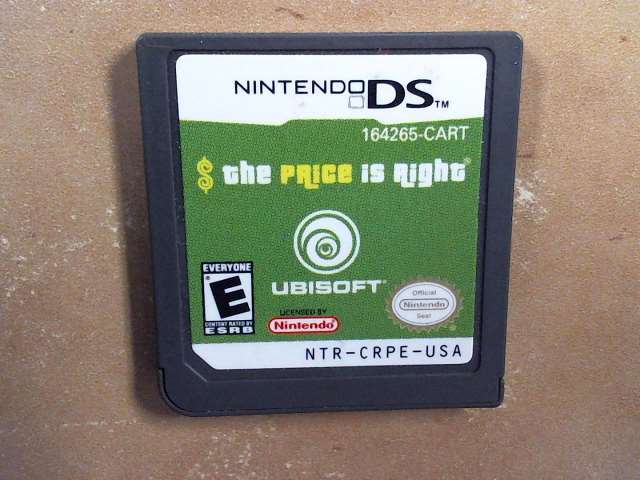 NINTENDO DS™
164265-CART
$ the PRICE is Right®
UBISOFT®
EVERYONE
E
CONTENT RATED BY
ESRB
LICENSED BY
Nintendo®
Official
Nintendo
Seal
NTR-CRPE-USA